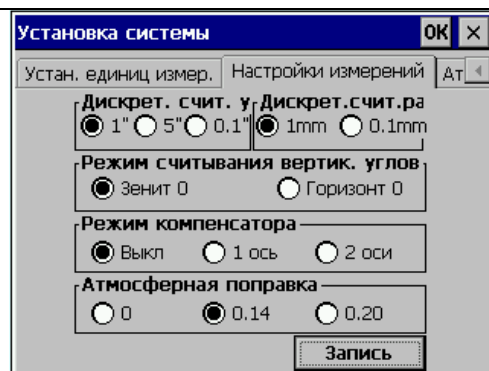 Установка системы OK ×
Устан. единиц измер. Настройки измерений Ат
Дискрет. счит. у Дискрет.счит.ра
1" 5" 0.1" 1mm 0.1mm
Режим считывания вертик. углов
Зенит 0 Горизонт 0
Режим компенсатора
Выкл 1 ось 2 оси
Атмосферная поправка
0 0.14 0.20
Запись